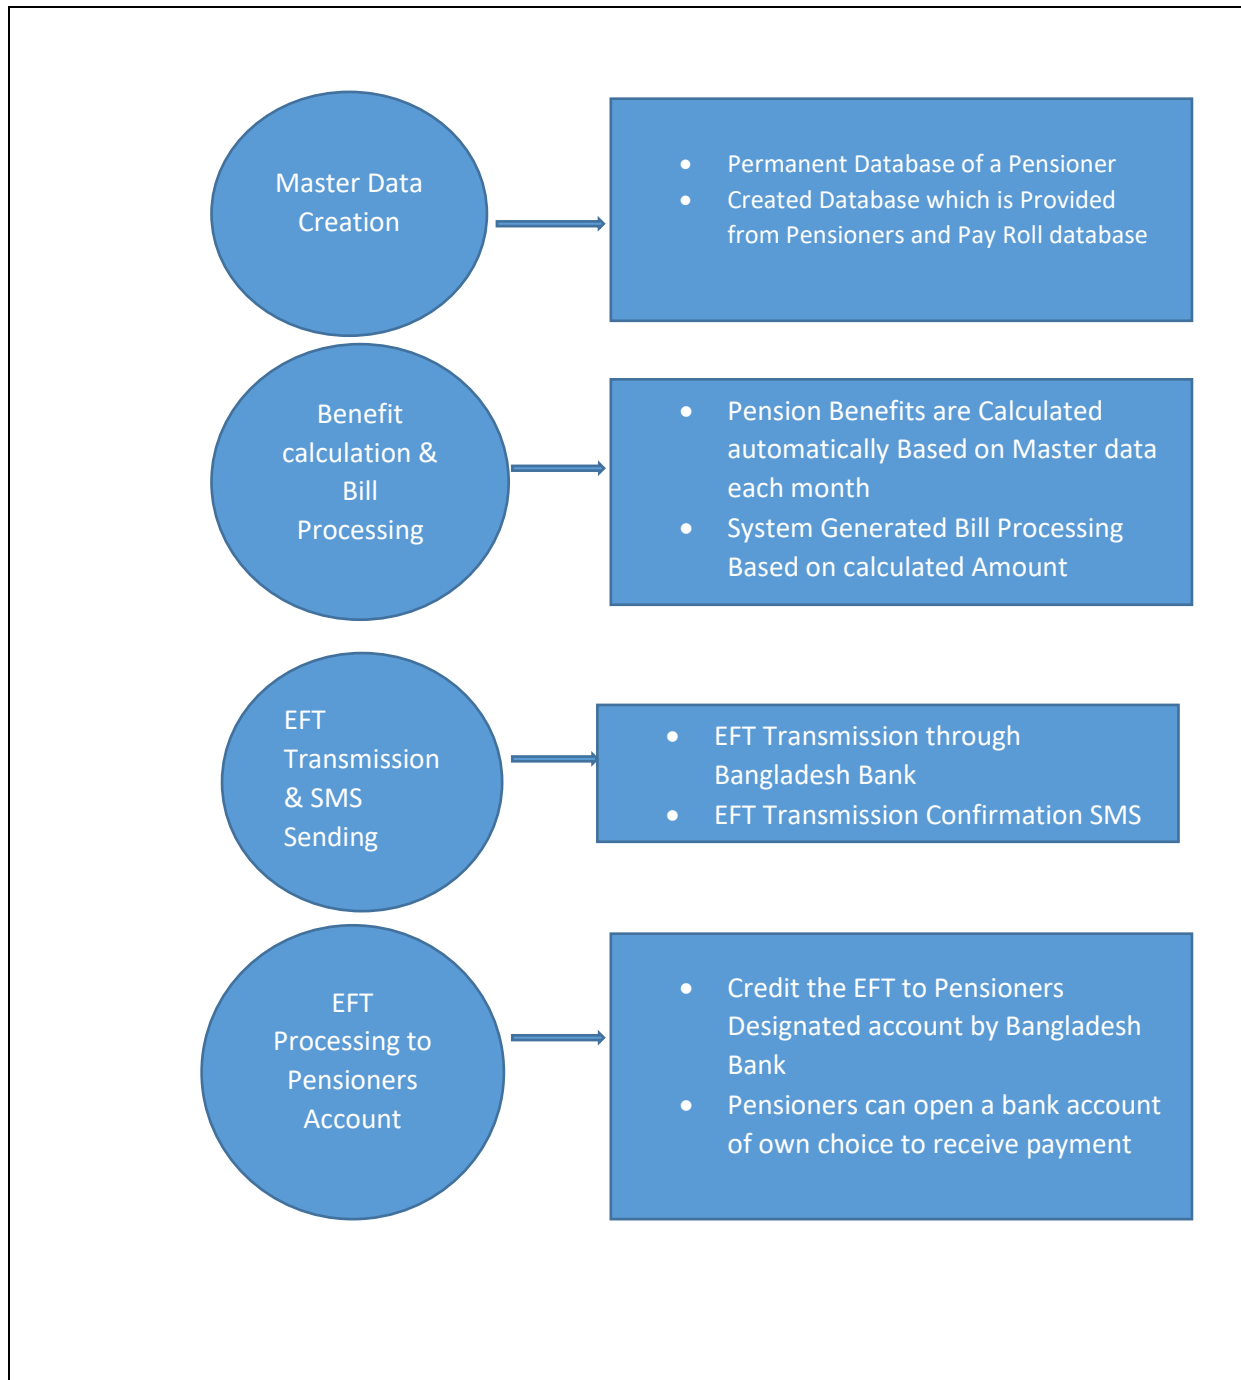 Master Data
Creation
• Permanent Database of a Pensioner
• Created Database which is Provided
from Pensioners and Pay Roll database
Benefit
calculation &
Bill
Processing
• Pension Benefits are Calculated
automatically Based on Master data
each month
• System Generated Bill Processing
Based on calculated Amount
EFT
Transmission
& SMS
Sending
• EFT Transmission through
Bangladesh Bank
• EFT Transmission Confirmation SMS
EFT
Processing to
Pensioners
Account
• Credit the EFT to Pensioners
Designated account by Bangladesh
Bank
• Pensioners can open a bank account
of own choice to receive payment